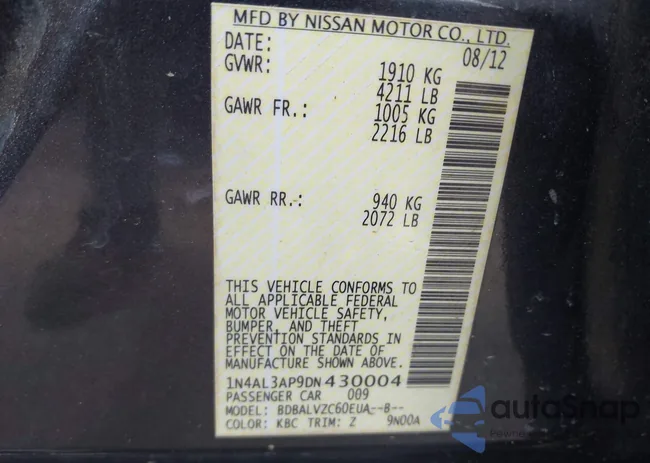 MFD BY NISSAN MOTOR CO., LTD.
DATE: 08/12
GVWR: 1910 KG
4211 LB
GAWR FR.: 1005 KG
2216 LB
GAWR RR.: 940 KG
2072 LB
THIS VEHICLE CONFORMS TO
ALL APPLICABLE FEDERAL
MOTOR VEHICLE SAFETY,
BUMPER, AND THEFT
PREVENTION STANDARDS IN
EFFECT ON THE DATE OF
MANUFACTURE SHOWN ABOVE.
1N4AL3AP9DN430004
PASSENGER CAR 009
MODEL: BDBALVZC60EUA--B--
COLOR: KBC TRIM: Z 9N00A
autoSnap
Powered